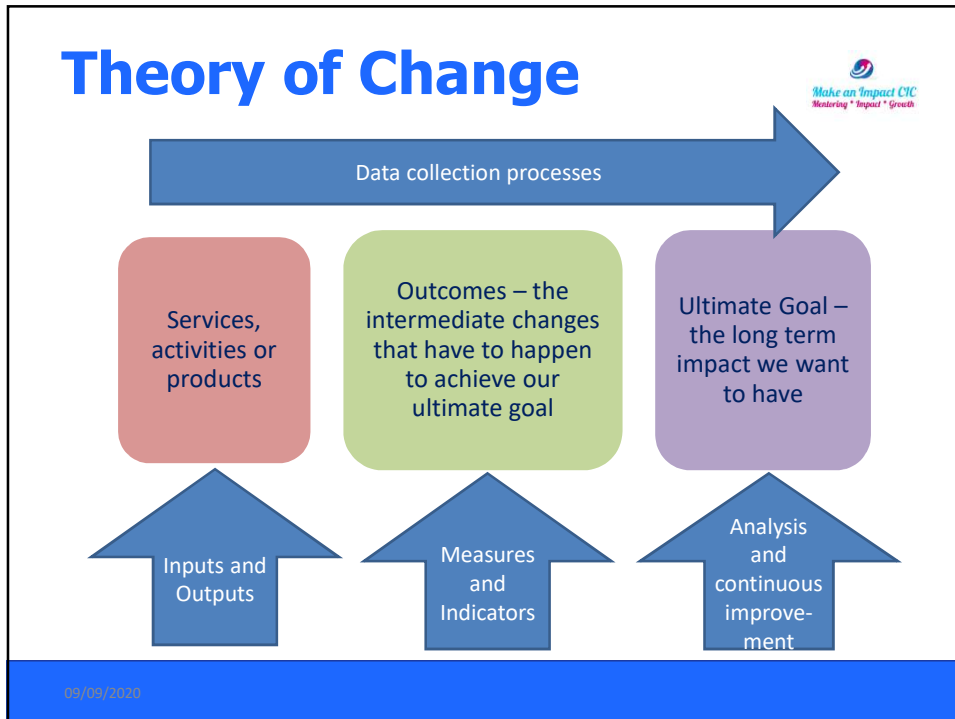 Theory of Change
Make an Impact CIC
Mentoring * Impact * Growth
Data collection processes
Services,
activities or
products
Outcomes – the
intermediate changes
that have to happen
to achieve our
ultimate goal
Ultimate Goal –
the long term
impact we want
to have
Inputs and
Outputs
Measures
and
Indicators
Analysis
and
continuous
improve-
ment
09/09/2020